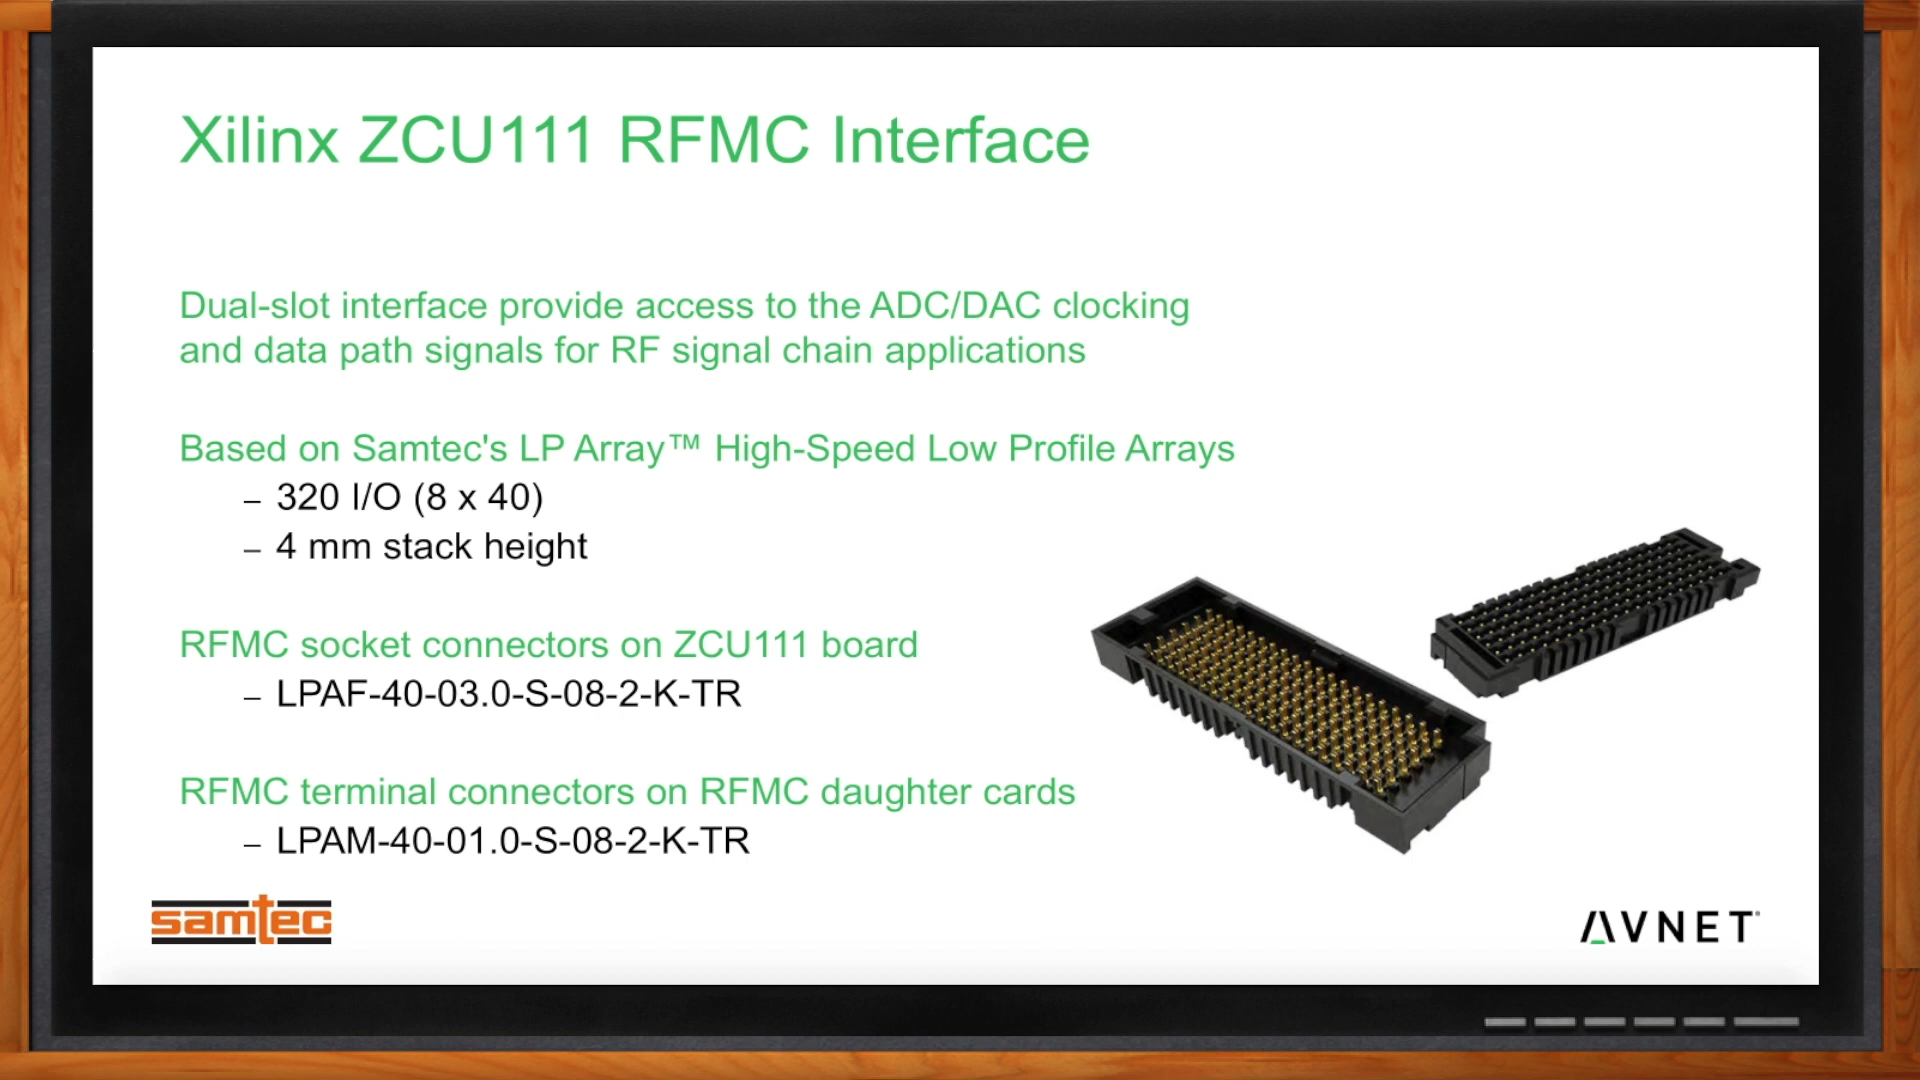 Xilinx ZCU111 RFMC Interface
Dual-slot interface provide access to the ADC/DAC clocking
and data path signals for RF signal chain applications
Based on Samtec's LP Array™ High-Speed Low Profile Arrays
– 320 I/O (8 x 40)
– 4 mm stack height
RFMC socket connectors on ZCU111 board
– LPAF-40-03.0-S-08-2-K-TR
RFMC terminal connectors on RFMC daughter cards
– LPAM-40-01.0-S-08-2-K-TR
samtec
AVNET